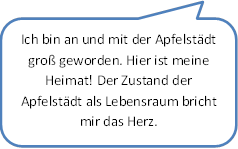 Ich bin an und mit der Apfelstädt
groß geworden. Hier ist meine
Heimat! Der Zustand der
Apfelstädt als Lebensraum bricht
mir das Herz.